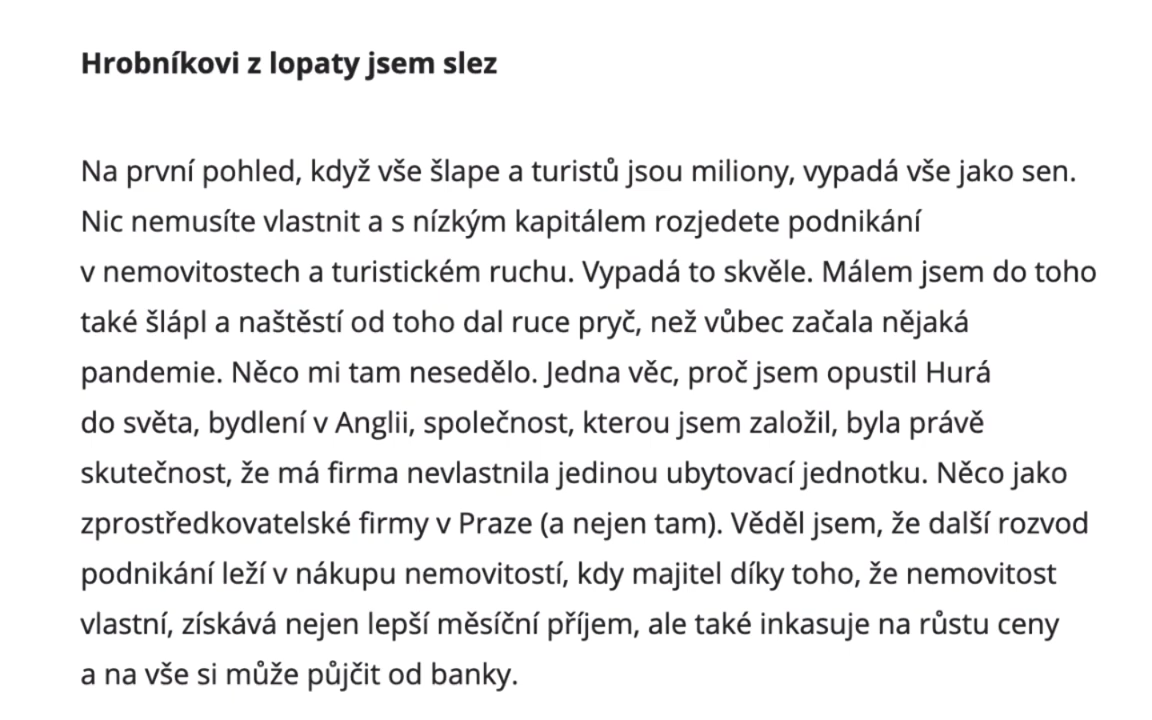 Hrobníkovi z lopaty jsem slez
Na první pohled, když vše šlape a turistů jsou miliony, vypadá vše jako sen.
Nic nemusíte vlastnit a s nízkým kapitálem rozjedete podnikání
v nemovitostech a turistickém ruchu. Vypadá to skvěle. Málem jsem do toho
také šlápl a naštěstí od toho dal ruce pryč, než vůbec začala nějaká
pandemie. Něco mi tam nesedělo. Jedna věc, proč jsem opustil Hurá
do světa, bydlení v Anglii, společnost, kterou jsem založil, byla právě
skutečnost, že má firma nevlastnila jedinou ubytovací jednotku. Něco jako
zprostředkovatelské firmy v Praze (a nejen tam). Věděl jsem, že další rozvod
podnikání leží v nákupu nemovitostí, kdy majitel díky toho, že nemovitost
vlastní, získává nejen lepší měsíční příjem, ale také inkasuje na růstu ceny
a na vše si může půjčit od banky.